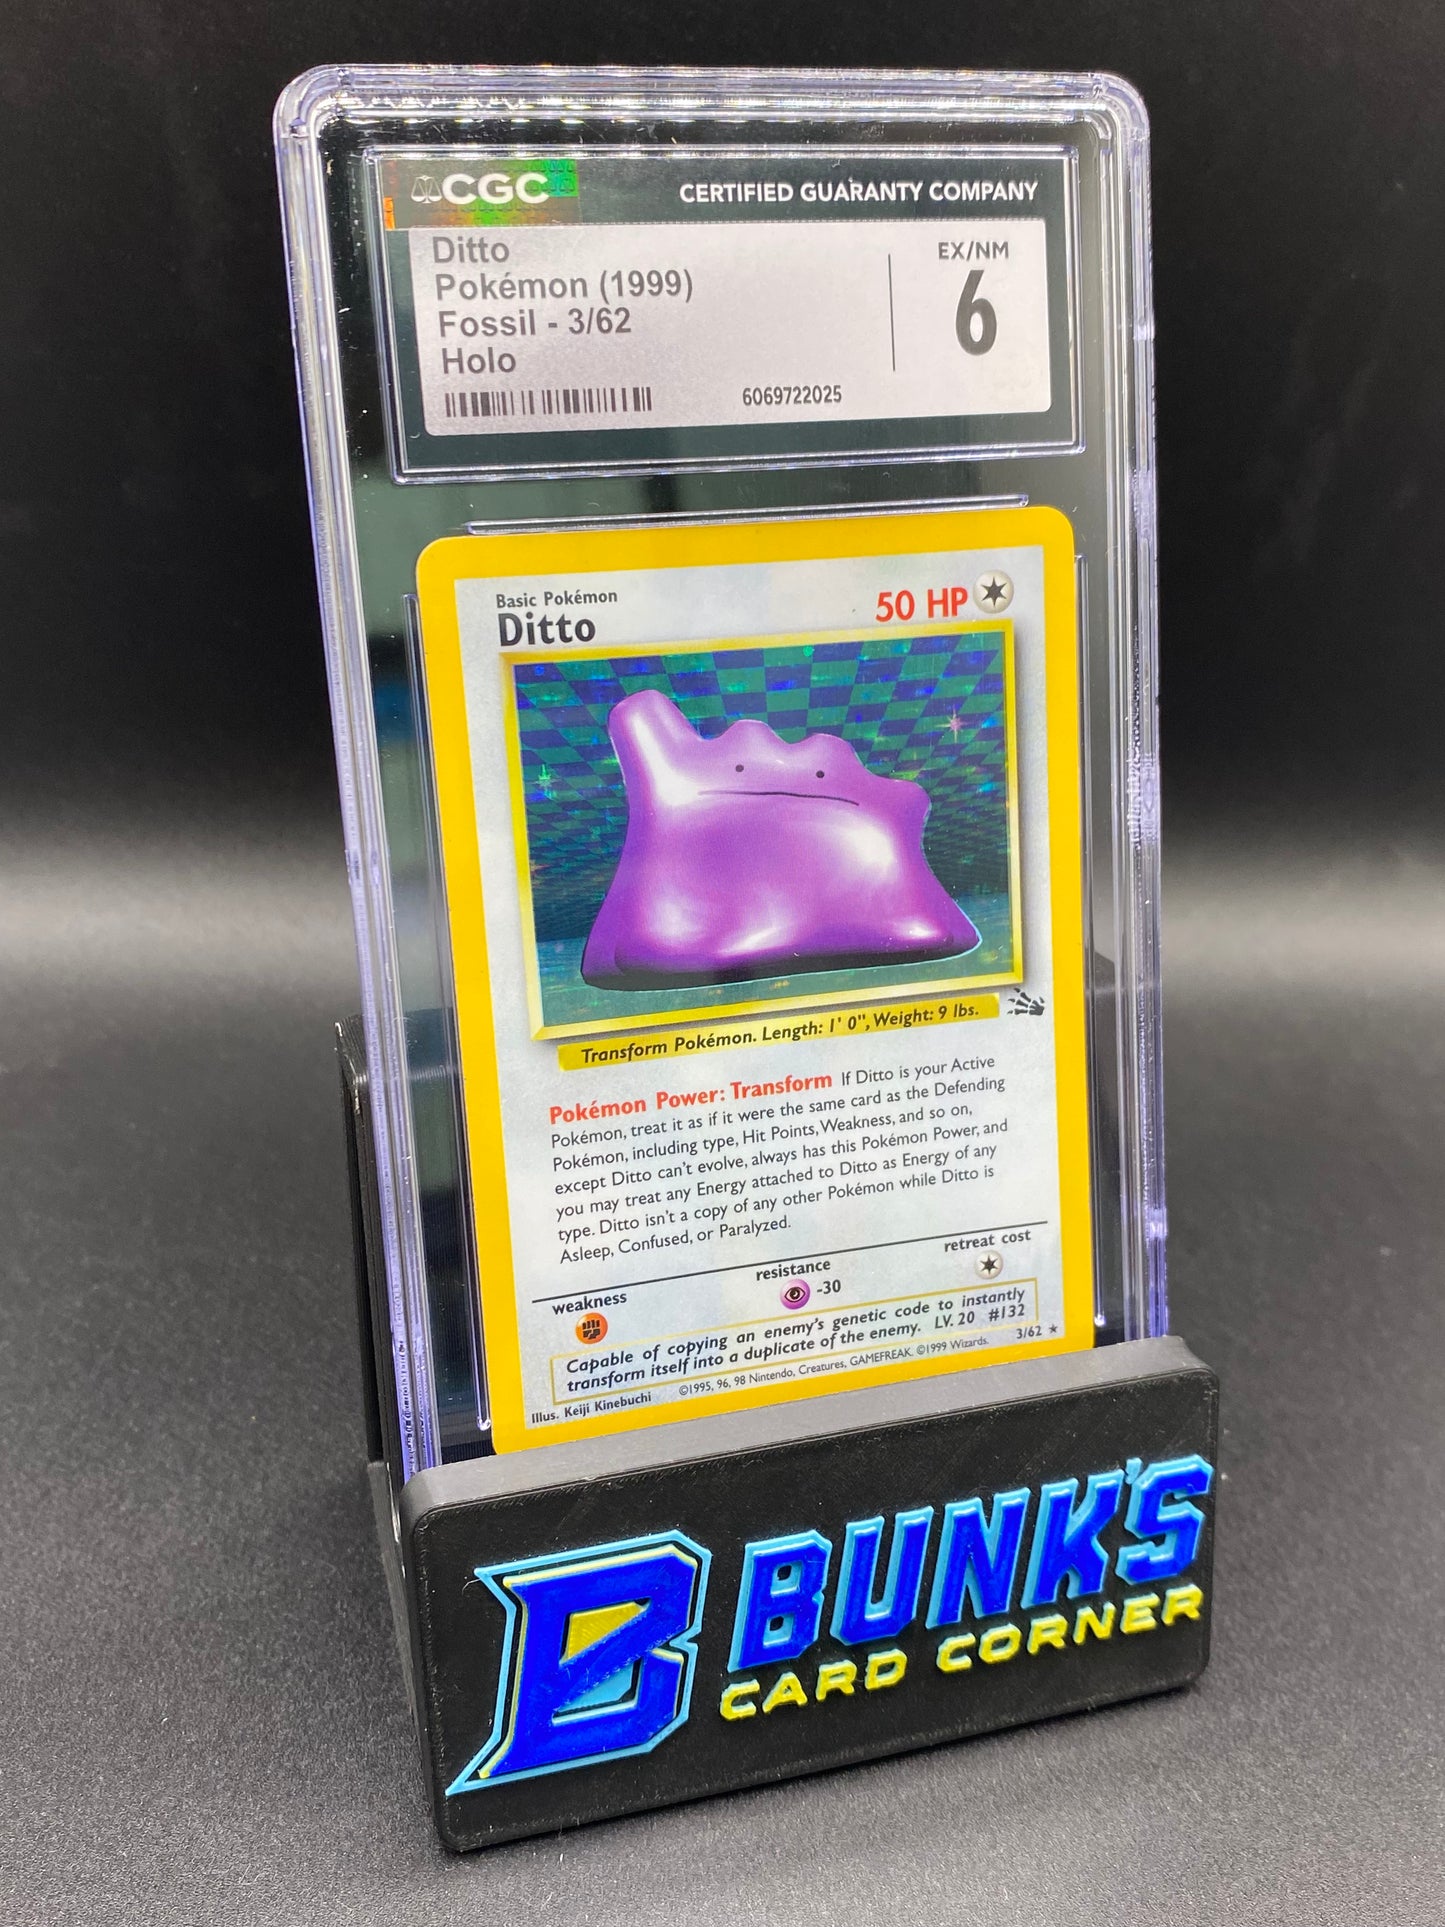 CGC
CERTIFIED GUARANTY COMPANY
Ditto
Pokémon (1999)
Fossil - 3/62
Holo
EX/NM
6
6069722025
Basic Pokémon
Ditto
50 HP
Transform Pokémon. Length: 1' 0", Weight: 9 lbs.
Pokémon Power: Transform If Ditto is your Active
Pokémon, treat it as if it were the same card as the Defending
Pokémon, including type, Hit Points, Weakness, and so on,
except Ditto can't evolve, always has this Pokémon Power, and
you may treat any Energy attached to Ditto as Energy of any
type. Ditto isn't a copy of any other Pokémon while Ditto is
Asleep, Confused, or Paralyzed.
weakness
resistance
-30
retreat cost
Capable of copying an enemy's genetic code to instantly
transform itself into a duplicate of the enemy. LV. 20 #132
Illus. Keiji Kinebuchi
©1995, 96, 98 Nintendo, Creatures, GAMEFREAK. ©1999 Wizards.
3/62 ★
B
BUNK'S
CARD CORNER